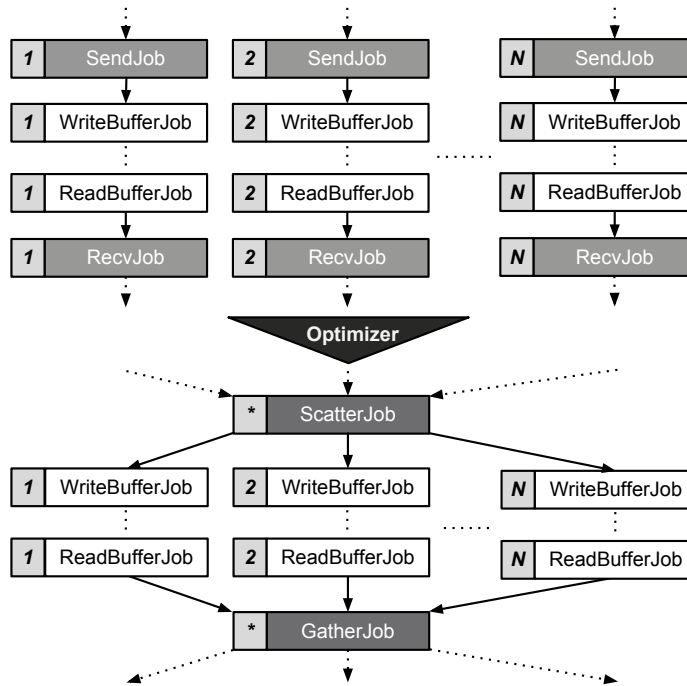 1 SendJob 2 SendJob N SendJob
1 WriteBufferJob 2 WriteBufferJob N WriteBufferJob
1 ReadBufferJob 2 ReadBufferJob N ReadBufferJob
1 RecvJob 2 RecvJob N RecvJob
Optimizer
* ScatterJob
1 WriteBufferJob 2 WriteBufferJob N WriteBufferJob
1 ReadBufferJob 2 ReadBufferJob N ReadBufferJob
* GatherJob